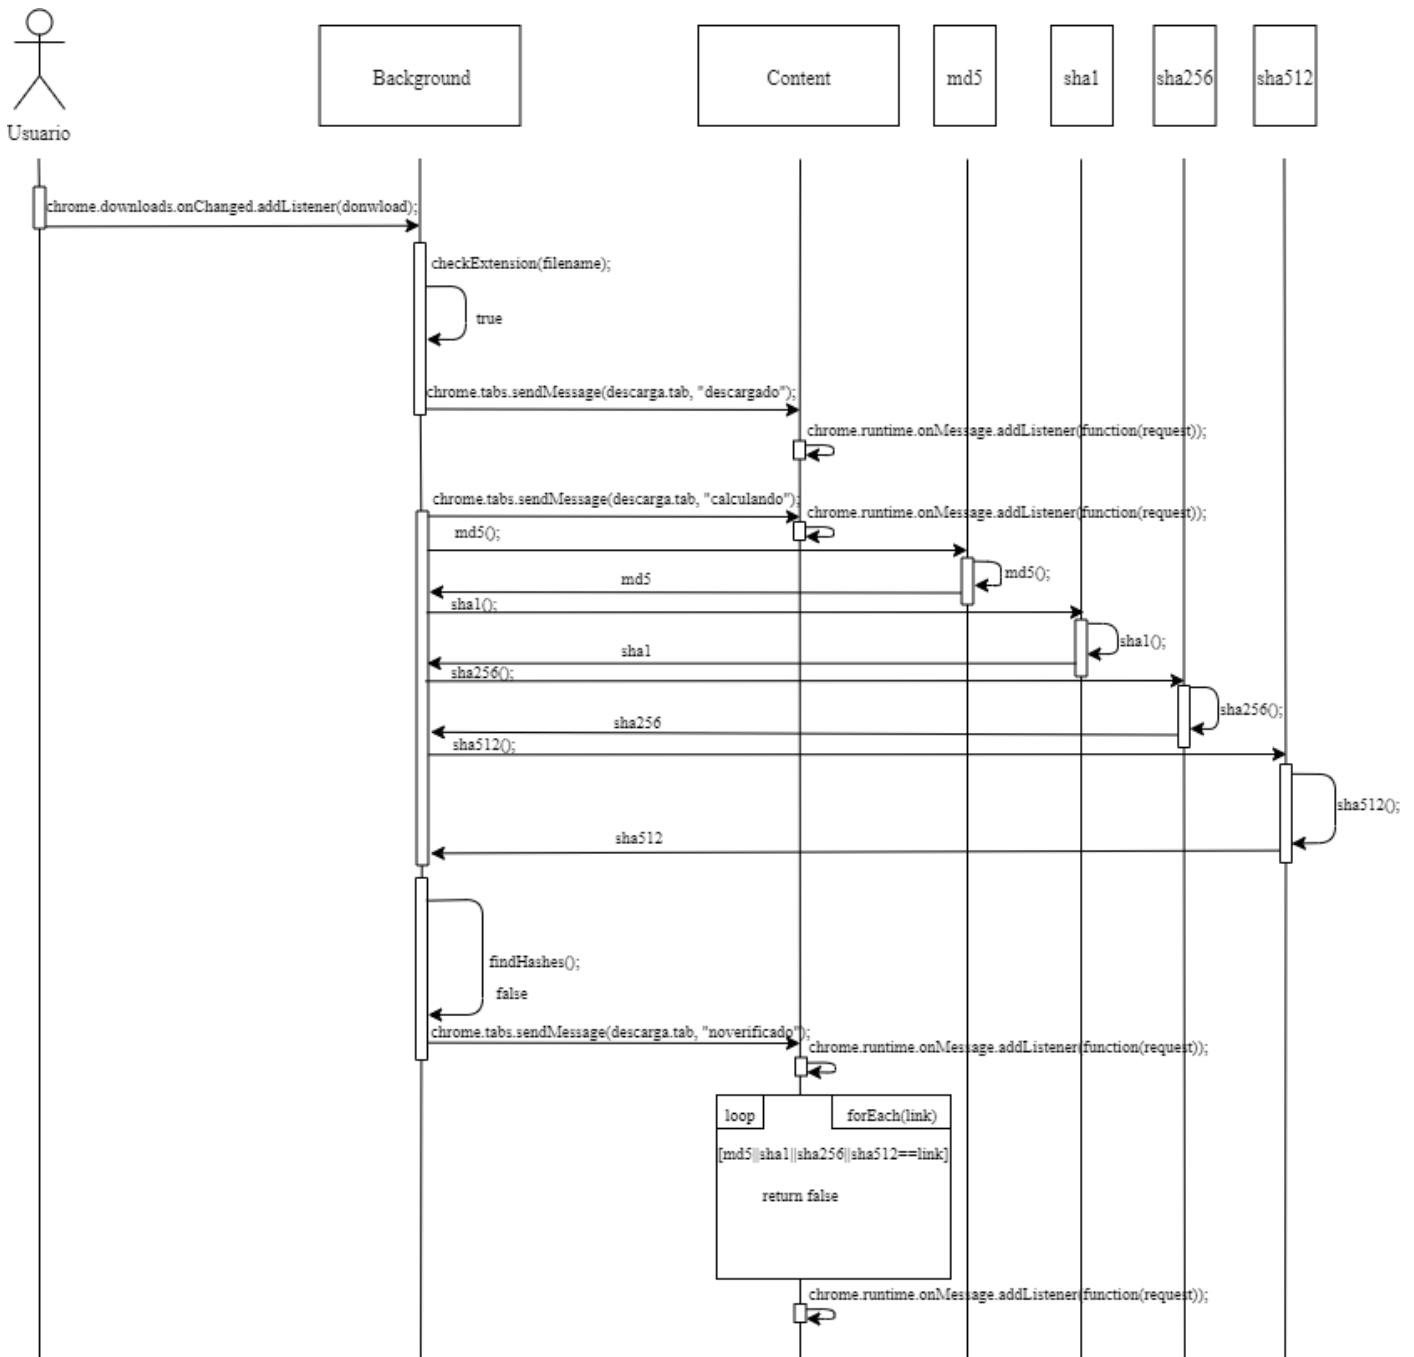 Usuario
Background
Content
md5
sha1
sha256
sha512
chrome.downloads.onChanged.addListener(donwload);
checkExtension(filename);
true
chrome.tabs.sendMessage(descarga.tab, "descargado");
chrome.runtime.onMessage.addListener(function(request));
chrome.tabs.sendMessage(descarga.tab, "calculando");
chrome.runtime.onMessage.addListener(function(request));
md5();
md5();
md5
sha1();
sha1();
sha1
sha256();
sha256();
sha256
sha512();
sha512();
sha512
findHashes();
false
chrome.tabs.sendMessage(descarga.tab, "noverificado");
chrome.runtime.onMessage.addListener(function(request));
loop
forEach(link)
[md5||sha1||sha256||sha512==link]
return false
chrome.runtime.onMessage.addListener(function(request));